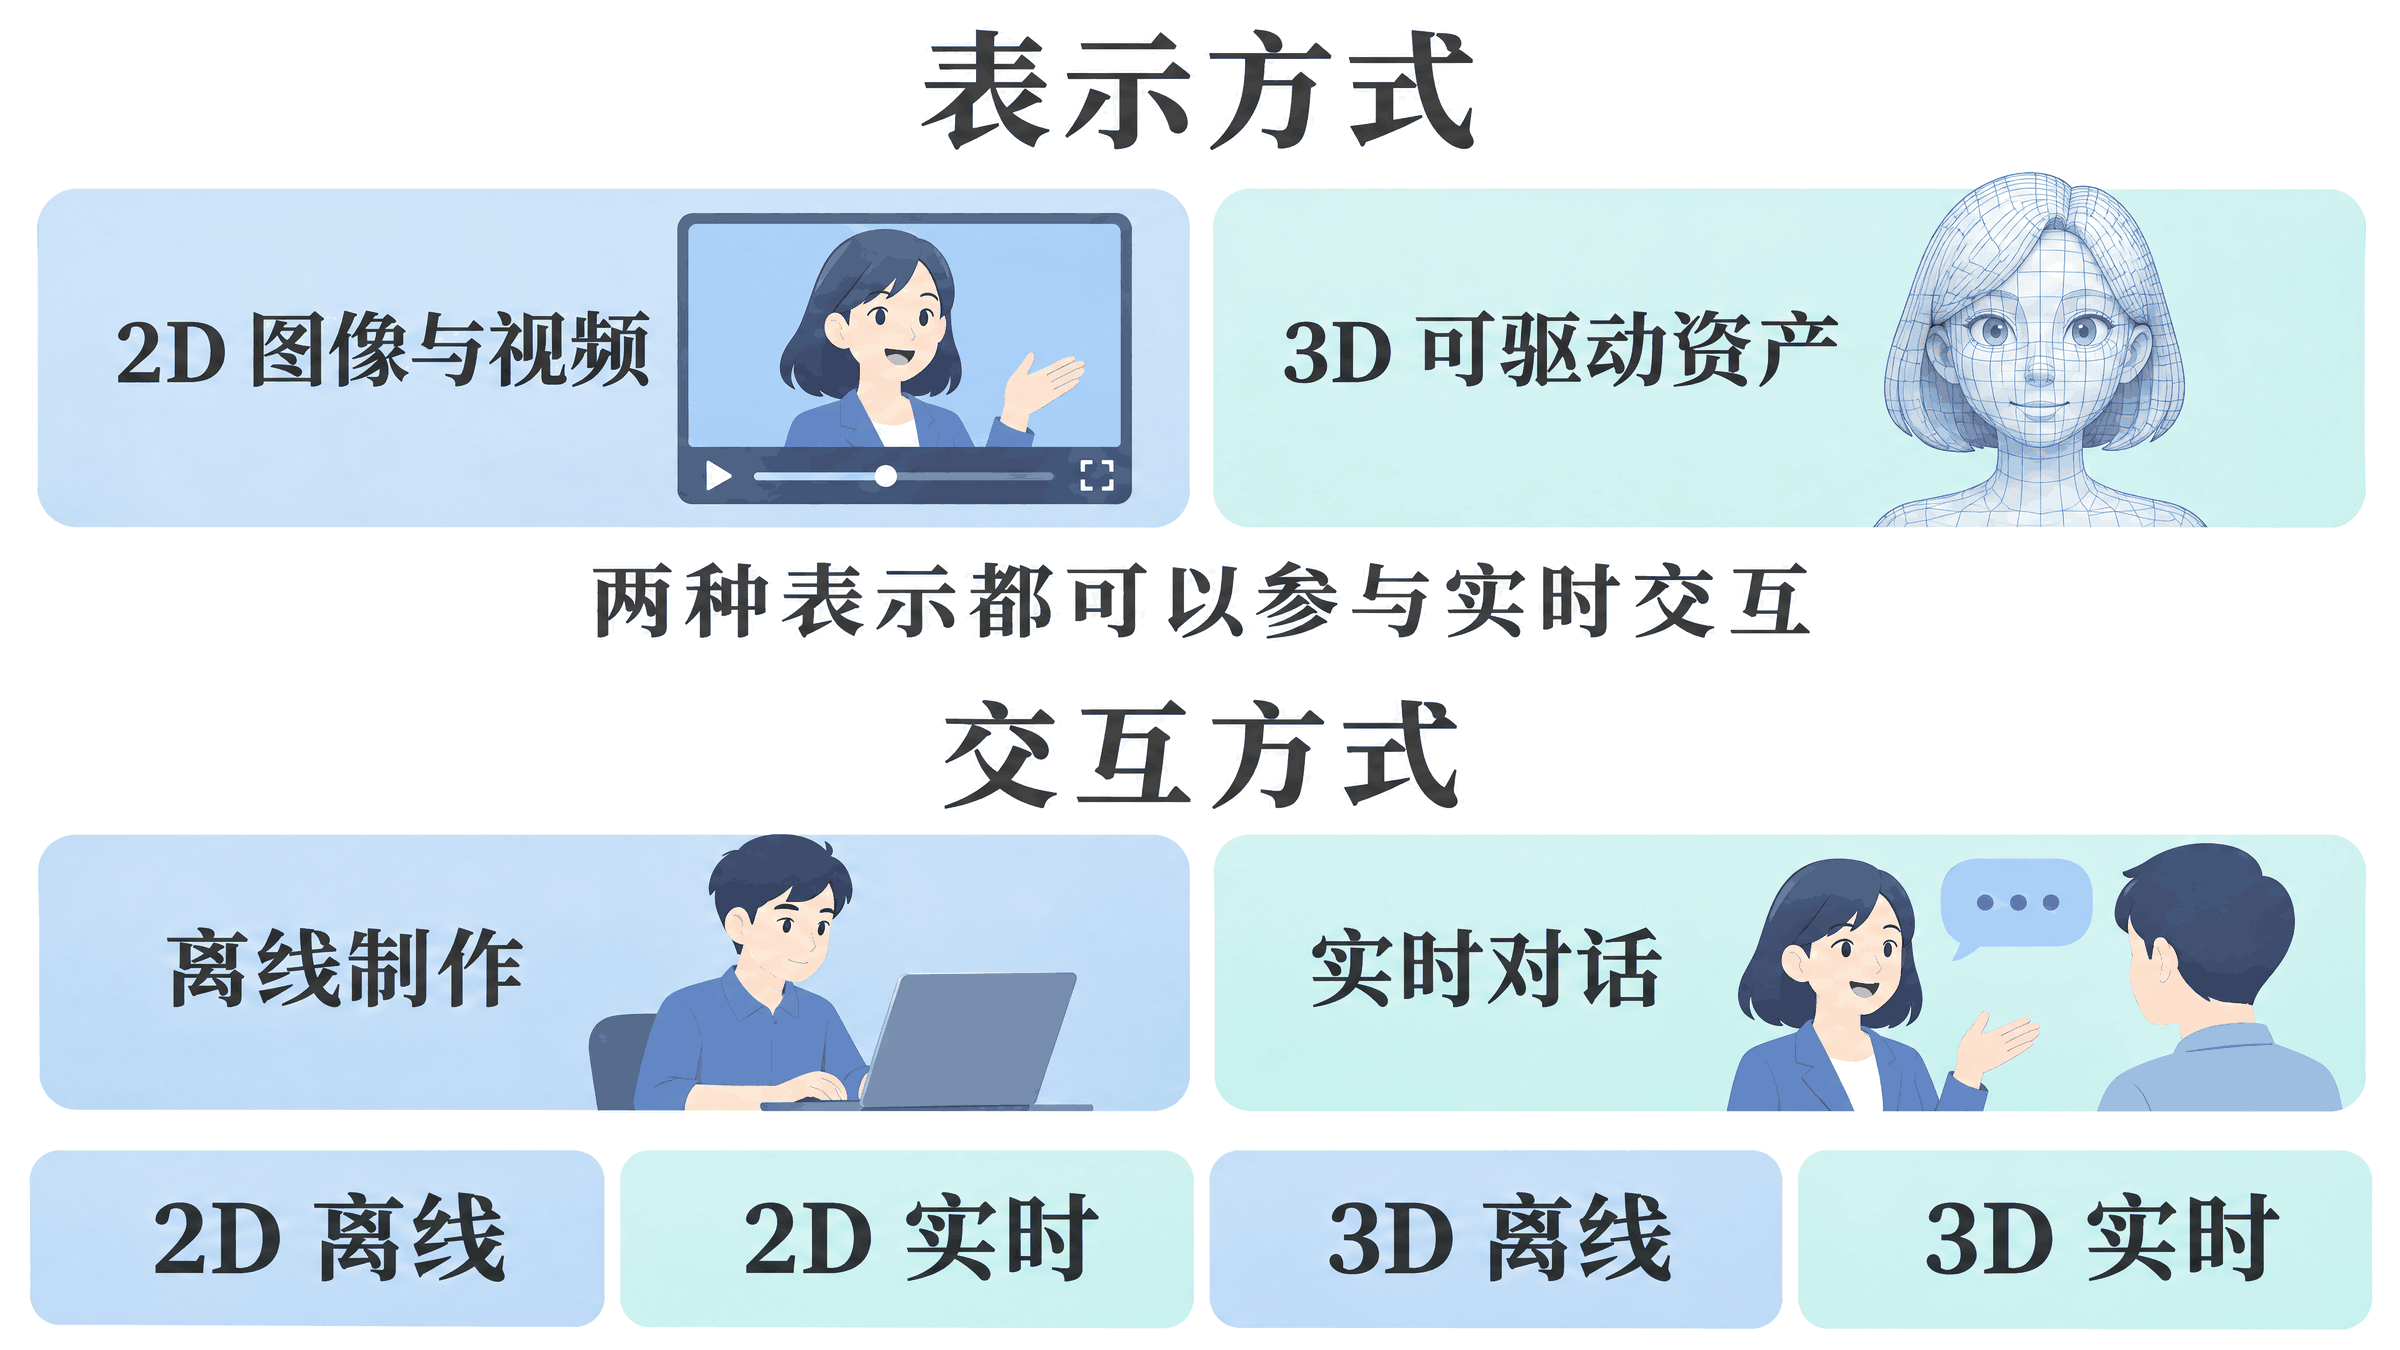 表示方式
2D 图像与视频
3D 可驱动资产
两种表示都可以参与实时交互
交互方式
离线制作
实时对话
2D 离线
2D 实时
3D 离线
3D 实时